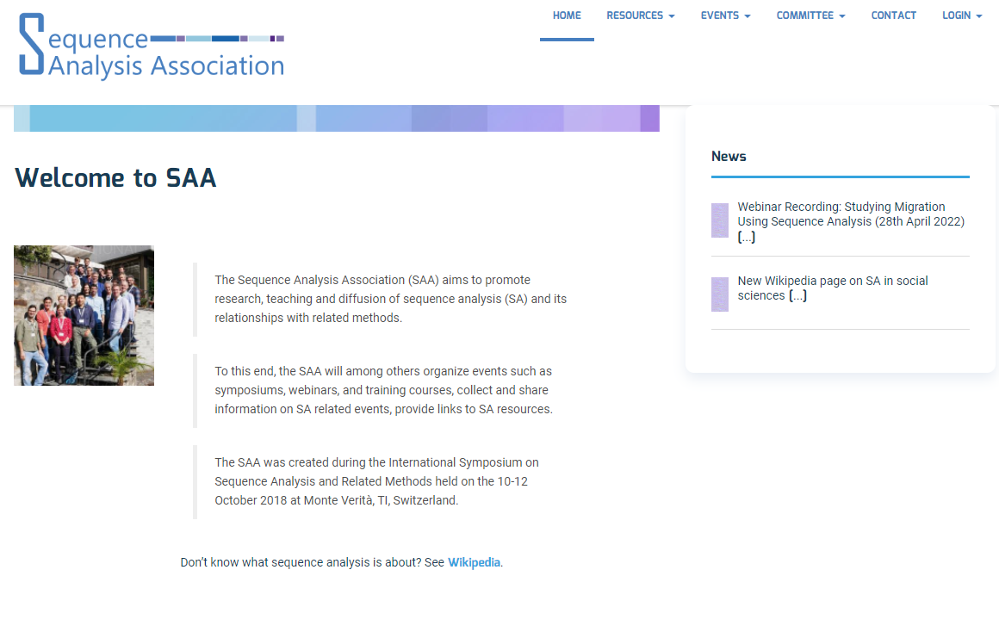 Sequence
Analysis Association
HOME
RESOURCES
EVENTS
COMMITTEE
CONTACT
LOGIN
Welcome to SAA
The Sequence Analysis Association (SAA) aims to promote
research, teaching and diffusion of sequence analysis (SA) and its
relationships with related methods.
To this end, the SAA will among others organize events such as
symposiums, webinars, and training courses, collect and share
information on SA related events, provide links to SA resources.
The SAA was created during the International Symposium on
Sequence Analysis and Related Methods held on the 10-12
October 2018 at Monte Verità, TI, Switzerland.
Don't know what sequence analysis is about? See Wikipedia.
News
Webinar Recording: Studying Migration
Using Sequence Analysis (28th April 2022)
[...]
New Wikipedia page on SA in social
sciences [...]